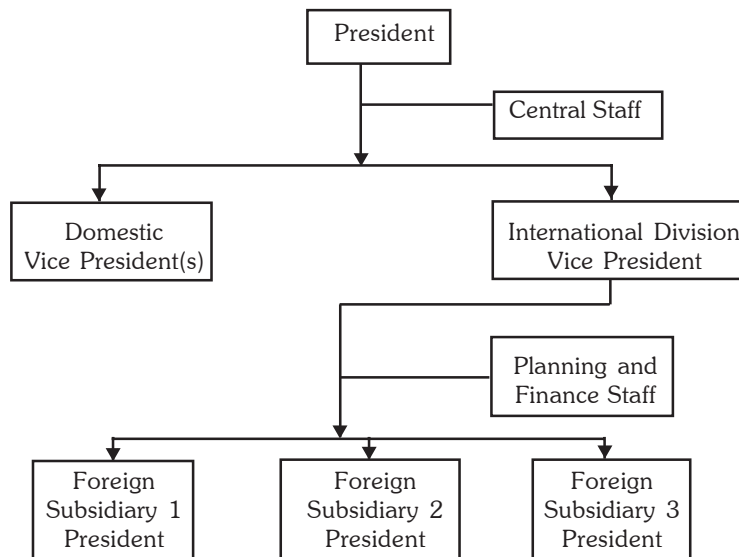 President
Central Staff
Domestic
Vice President(s)
International Division
Vice President
Planning and
Finance Staff
Foreign
Subsidiary 1
President
Foreign
Subsidiary 2
President
Foreign
Subsidiary 3
President